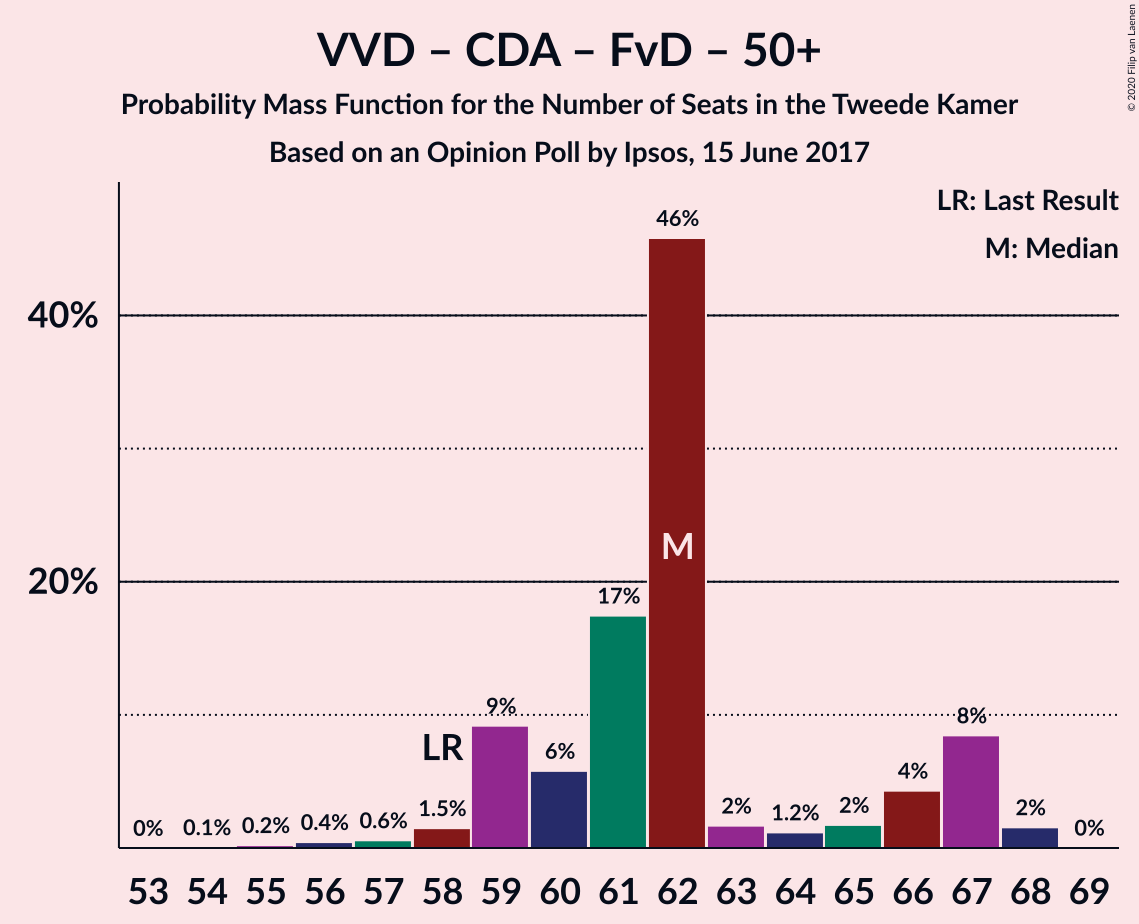 VVD – CDA – FvD – 50+
Probability Mass Function for the Number of Seats in the Tweede Kamer
Based on an Opinion Poll by Ipsos, 15 June 2017
© 2020 Filip van Laenen
LR: Last Result
M: Median
40%
20%
0%
0.1%
0.2%
0.4%
0.6%
1.5%
LR
9%
6%
17%
46%
M
2%
1.2%
2%
4%
8%
2%
0%
53 54 55 56 57 58 59 60 61 62 63 64 65 66 67 68 69